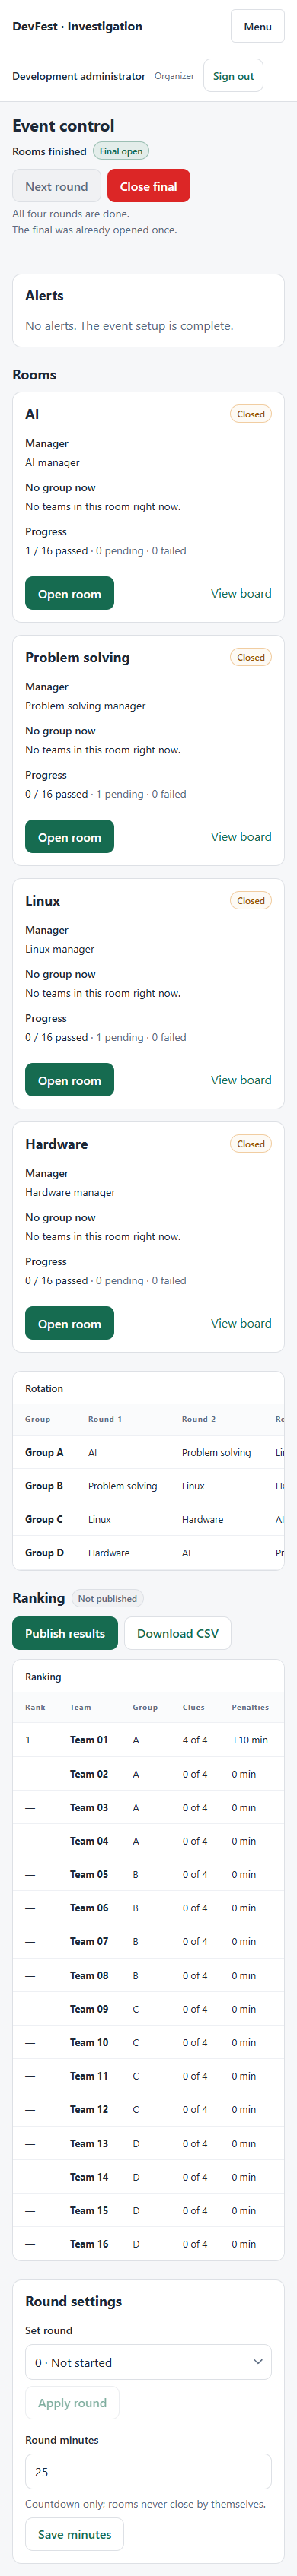 DevFest · Investigation
Menu
Development administrator Organizer Sign out
Event control
Rooms finished Final open
Next round Close final
All four rounds are done.
The final was already opened once.
Alerts
No alerts. The event setup is complete.
Rooms
AI Closed
Manager
AI manager
No group now
No teams in this room right now.
Progress
1 / 16 passed · 0 pending · 0 failed
Open room View board
Problem solving Closed
Manager
Problem solving manager
No group now
No teams in this room right now.
Progress
0 / 16 passed · 1 pending · 0 failed
Open room View board
Linux Closed
Manager
Linux manager
No group now
No teams in this room right now.
Progress
0 / 16 passed · 1 pending · 0 failed
Open room View board
Hardware Closed
Manager
Hardware manager
No group now
No teams in this room right now.
Progress
0 / 16 passed · 0 pending · 0 failed
Open room View board
Rotation
Group Round 1 Round 2
Group A AI Problem solving
Group B Problem solving Linux
Group C Linux Hardware AI
Group D Hardware AI
Ranking Not published
Publish results Download CSV
Ranking
Rank Team Group Clues Penalties
1 Team 01 A 4 of 4 +10 min
— Team 02 A 0 of 4 0 min
— Team 03 A 0 of 4 0 min
— Team 04 A 0 of 4 0 min
— Team 05 B 0 of 4 0 min
— Team 06 B 0 of 4 0 min
— Team 07 B 0 of 4 0 min
— Team 08 B 0 of 4 0 min
— Team 09 C 0 of 4 0 min
— Team 10 C 0 of 4 0 min
— Team 11 C 0 of 4 0 min
— Team 12 C 0 of 4 0 min
— Team 13 D 0 of 4 0 min
— Team 14 D 0 of 4 0 min
— Team 15 D 0 of 4 0 min
— Team 16 D 0 of 4 0 min
Round settings
Set round
0 · Not started
Apply round
Round minutes
25
Countdown only; rooms never close by themselves.
Save minutes